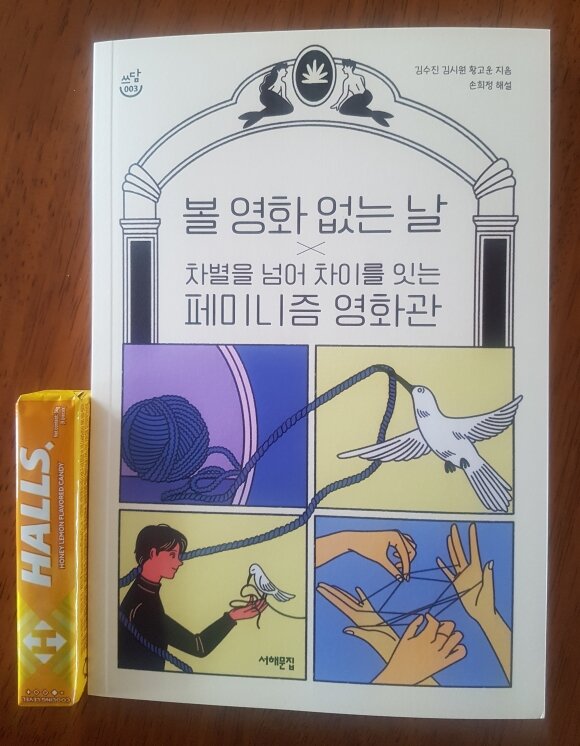 쓰담
003
김수진 김시원 황고운 지음
손희정 해설
볼 영화 없는 날
×
차별을 넘어 차이를 잇는
페미니즘 영화관
서해문집
HALLS
HONEY LEMON FLAVORED CANDY
COOLING LEVEL